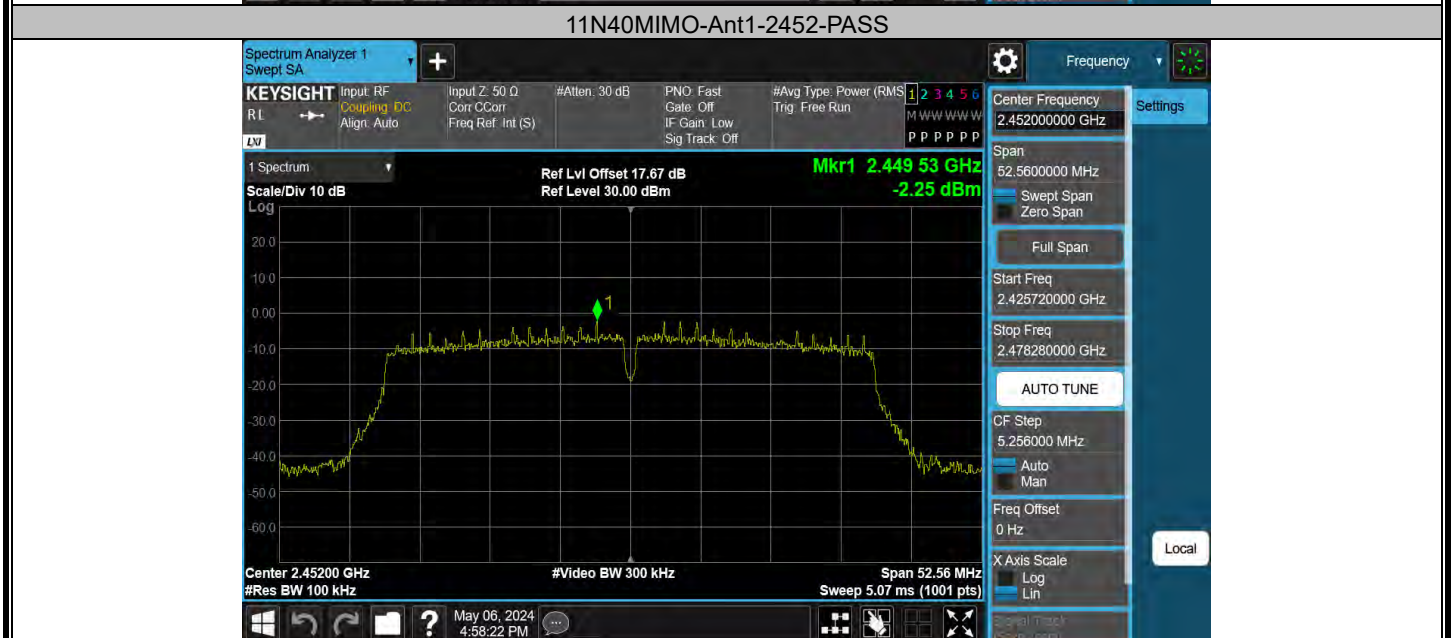 11N40MIMO-Ant1-2452-PASS
Spectrum Analyzer 1
Swept SA
Frequency
KEYSIGHT
RL
LXI
Input: RF
Coupling: DC
Align: Auto
Input Z: 50 Ω
Corr CCorr
Freq Ref: Int (S)
#Atten: 30 dB
PNO: Fast
Gate: Off
IF Gain: Low
Sig Track: Off
#Avg Type: Power (RMS
Trig: Free Run
1 2 3 4 5 6
M W W W W W
P P P P P P
Center Frequency
2.452000000 GHz
Settings
Span
52.5600000 MHz
Swept Span
Zero Span
Full Span
Start Freq
2.425720000 GHz
Stop Freq
2.478280000 GHz
AUTO TUNE
CF Step
5.256000 MHz
Auto
Man
Freq Offset
0 Hz
X Axis Scale
Log
Lin
Signal Track
Local
1 Spectrum
Scale/Div 10 dB
Log
Ref Lvl Offset 17.67 dB
Ref Level 30.00 dBm
Mkr1 2.449 53 GHz
-2.25 dBm
20.0
10.0
0.00
-10.0
-20.0
-30.0
-40.0
-50.0
-60.0
1
Center 2.45200 GHz
#Res BW 100 kHz
#Video BW 300 kHz
Span 52.56 MHz
Sweep 5.07 ms (1001 pts)
?
May 06, 2024
4:58:22 PM